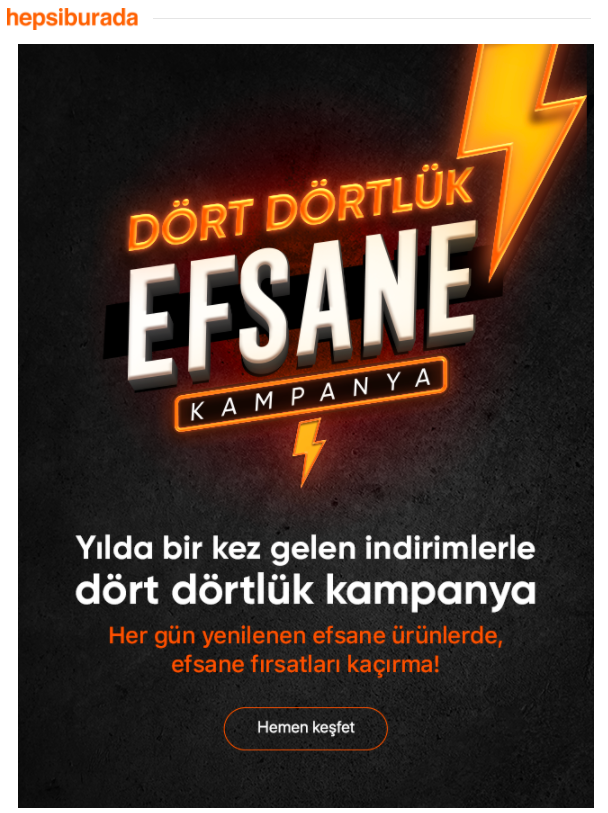 hepsiburada
DÖRT DÖRTLÜK
EFSANE
KAMPANYA
Yılda bir kez gelen indirimlerle
dört dörtlük kampanya
Her gün yenilenen efsane ürünlerde,
efsane fırsatları kaçırma!
Hemen keşfet